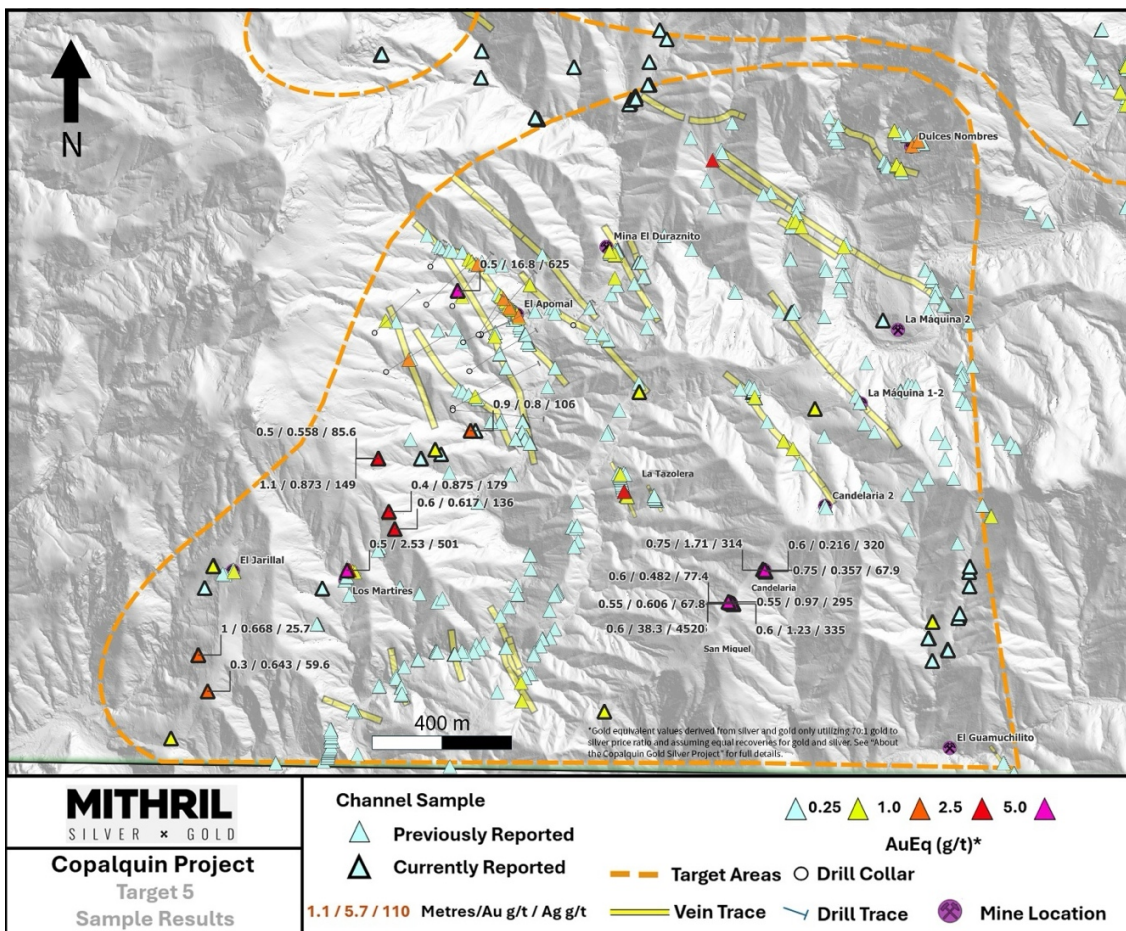 N
Dulces Nombres
Mina El Duraznito
0.5 / 16.8 / 625
El Apomal
La Máquina 2
La Máquina 1-2
0.9 / 0.8 / 106
0.5 / 0.558 / 85.6
1.1 / 0.873 / 149
0.4 / 0.875 / 179
0.6 / 0.617 / 136
La Tazolera
Candelaria 2
0.5 / 2.53 / 501
El Jarillal
Los Martires
0.75 / 1.71 / 314
0.6 / 0.216 / 320
0.75 / 0.357 / 67.9
Candelaria
0.6 / 0.482 / 77.4
0.55 / 0.606 / 67.8
0.55 / 0.97 / 295
0.6 / 38.3 / 4520
0.6 / 1.23 / 335
San Miquel
1 / 0.668 / 25.7
0.3 / 0.643 / 59.6
400 m
El Guamuchilito
*Gold equivalent values derived from silver and gold only utilizing 70:1 gold to
silver price ratio and assuming equal recoveries for gold and silver. See "About
the Copalquin Gold Silver Project" for full details.
MITHRIL
SILVER × GOLD
Copalquin Project
Target 5
Sample Results
Channel Sample
Previously Reported
Currently Reported
1.1 / 5.7 / 110 Metres/Au g/t / Ag g/t
0.25 1.0 2.5 5.0
AuEq (g/t)*
Target Areas
Drill Collar
Vein Trace
Drill Trace
Mine Location